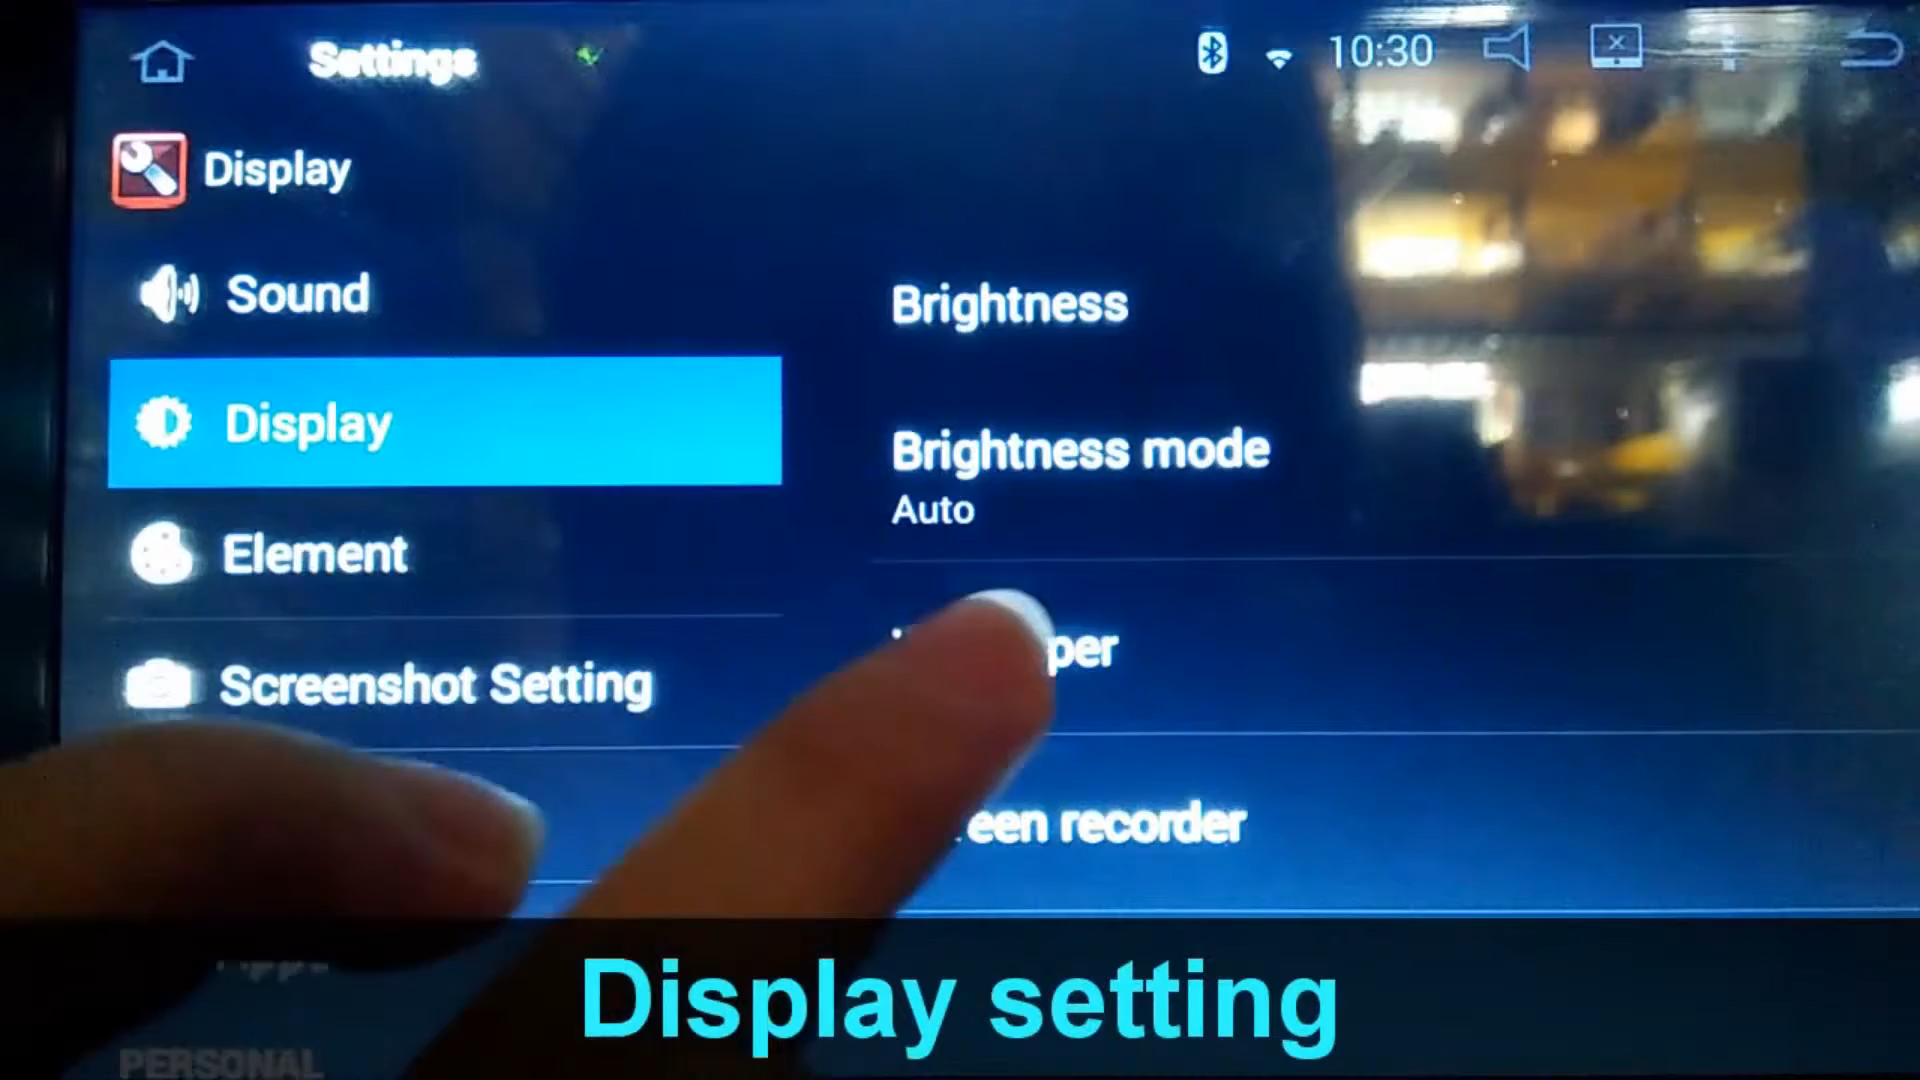 Settings
10:30
Display
Sound
Display
Element
Screenshot Setting
PERSONAL
Brightness
Brightness mode
Auto
per
een recorder
Display setting